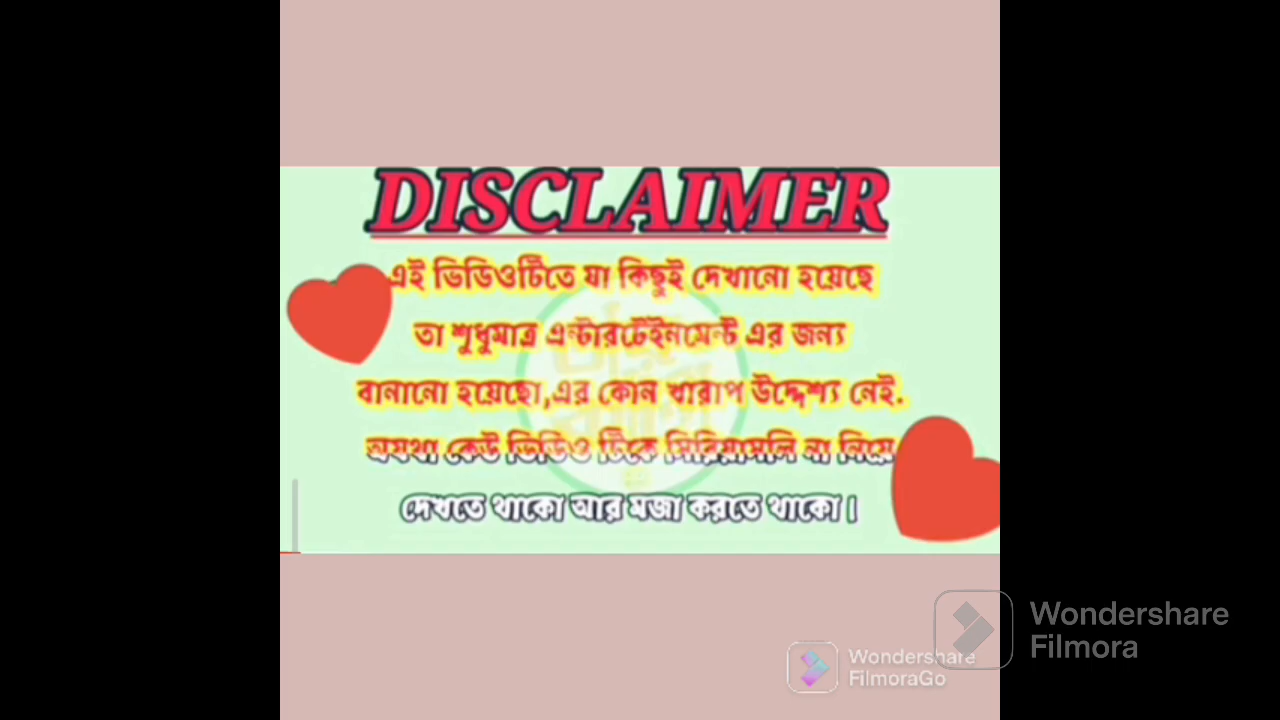 DISCLAIMER
এই ভিডিওটিতে যা কিছুই দেখানো হয়েছে
তা শুধুমাত্র এন্টারটেইনমেন্ট এর জন্য
বানানো হয়েছো,এর কোন খারাপ উদ্দেশ্য নেই.
অযথা কেউ ভিডিও টিকে সিরিয়াসলি না নিয়ে
দেখতে থাকো আর মজা করতে থাকো।
Wondershare
Filmora
Wondershare
FilmoraGo